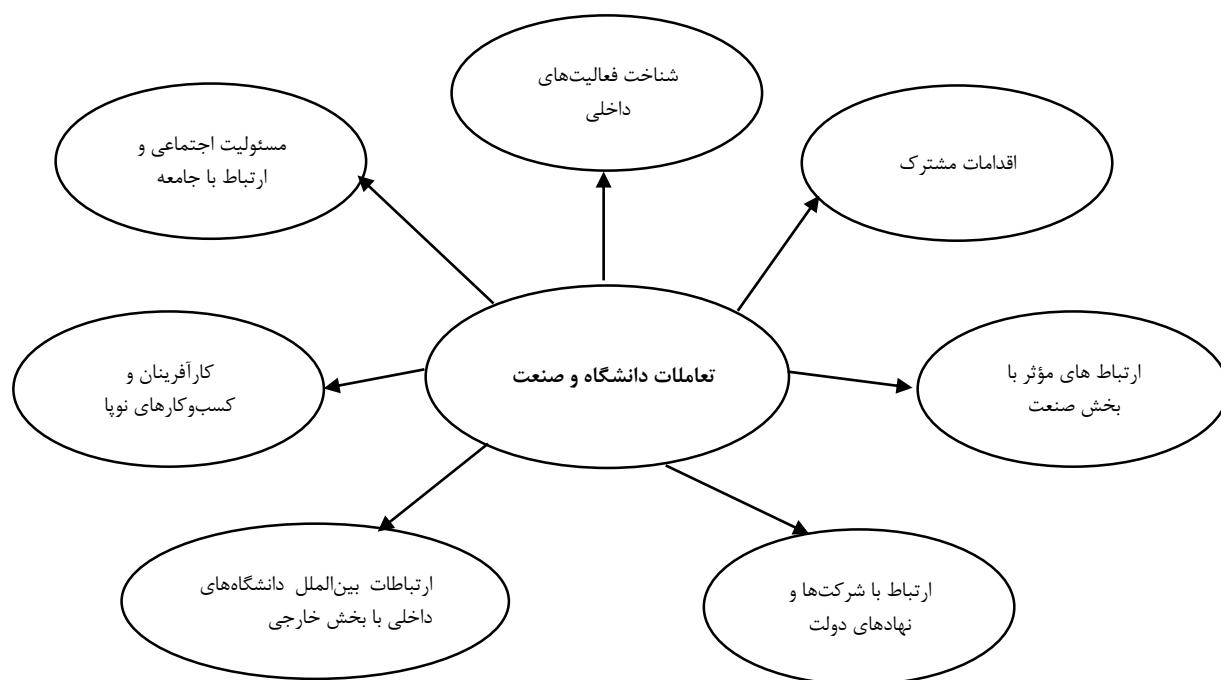 شناخت فعالیت‌های
داخلی
مسئولیت اجتماعی و
ارتباط با جامعه
اقدامات مشترک
تعاملات دانشگاه و صنعت
کارآفرینان و
کسب‌وکارهای نوپا
ارتباط های مؤثر با
بخش صنعت
ارتباطات بین‌الملل دانشگاه‌های
داخلی با بخش خارجی
ارتباط با شرکت‌ها و
نهادهای دولت